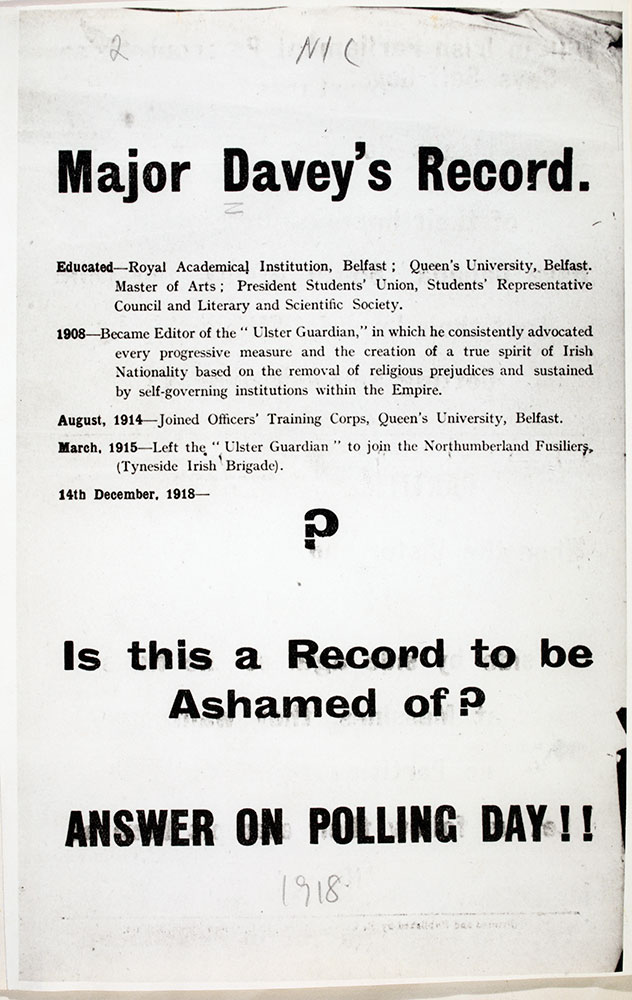 2 NIC
Major Davey's Record.
Educated—Royal Academical Institution, Belfast; Queen's University, Belfast.
Master of Arts; President Students' Union, Students' Representative
Council and Literary and Scientific Society.
1908—Became Editor of the "Ulster Guardian," in which he consistently advocated
every progressive measure and the creation of a true spirit of Irish
Nationality based on the removal of religious prejudices and sustained
by self-governing institutions within the Empire.
August, 1914—Joined Officers' Training Corps, Queen's University, Belfast.
March, 1915—Left the "Ulster Guardian" to join the Northumberland Fusiliers,
(Tyneside Irish Brigade).
14th December, 1918—
?
Is this a Record to be
Ashamed of?
ANSWER ON POLLING DAY!!
1918